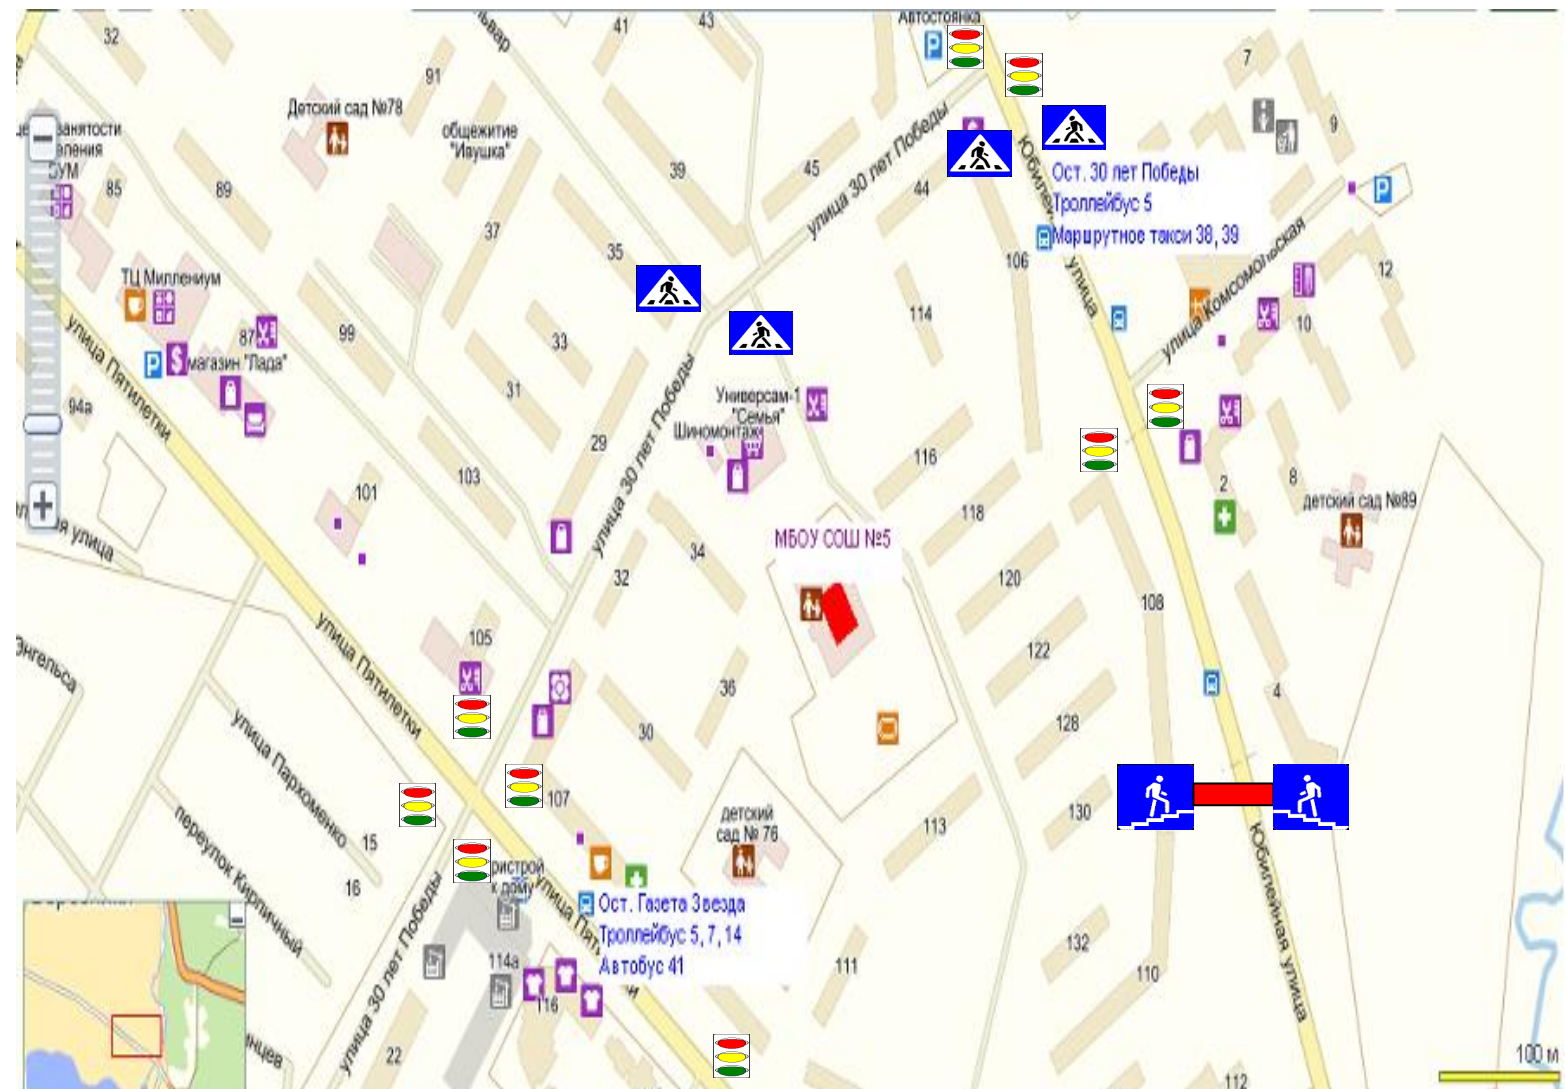 Автостоянка
32
41
43
91
7
Детский сад №78
общежитие
"Ивушка"
9
занятости
85
89
39
45
улица 30 лет Победы
44
Ост. 30 лет Победы
Троллейбус 5
Маршрутное такси 38, 39
37
35
106
улица
12
ТЦ Миллениум
улица Комсомольская
улица Пятилетки
99
87
33
114
10
магазин "Лада"
31
94а
29
улица 30 лет Победы
Универсам-1
"Семья"
Шиномонтаж
116
103
101
8
2
детский сад №89
118
улица
МБОУ СОШ №5
34
32
120
108
105
улица Пятилетки
122
Энгельса
36
4
30
128
улица Пархоменко
107
130
113
детский
сад № 76
15
переулок Кирпичный
16
к дому
Юбилейная улица
Ост. Газета Звезда
Троллейбус 5, 7, 14
Автобус 41
улица 30 лет Победы
132
114а
111
110
116
22
100 м
112